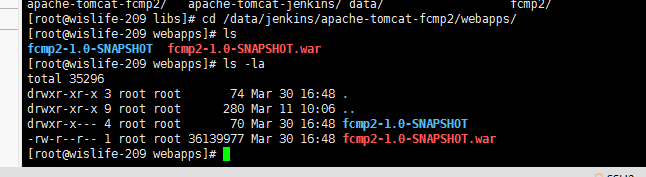 apache-tomcat-fcmp2/ apache-tomcat-jenkins/ data/ fcmp2/
[root@wislife-209 libs]# cd /data/jenkins/apache-tomcat-fcmp2/webapps/
[root@wislife-209 webapps]# ls
fcmp2-1.0-SNAPSHOT fcmp2-1.0-SNAPSHOT.war
[root@wislife-209 webapps]# ls -la
total 35296
drwxr-xr-x 3 root root 74 Mar 30 16:48 .
drwxr-xr-x 9 root root 280 Mar 11 10:06 ..
drwxr-x--- 4 root root 70 Mar 30 16:48 fcmp2-1.0-SNAPSHOT
-rw-r--r-- 1 root root 36139977 Mar 30 16:48 fcmp2-1.0-SNAPSHOT.war
[root@wislife-209 webapps]#